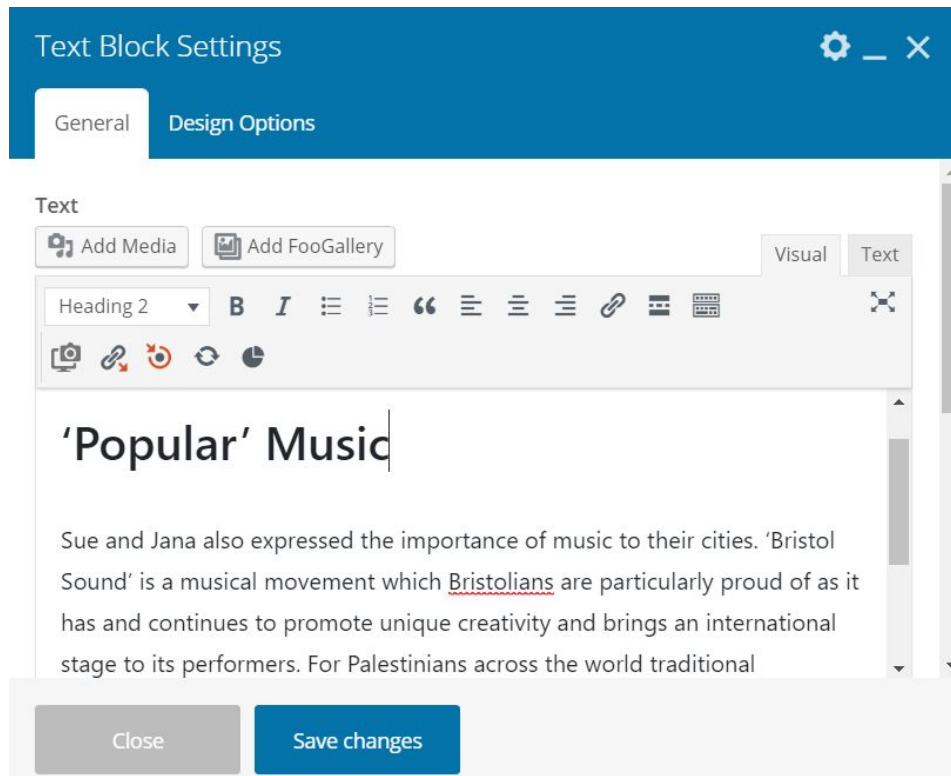 Text Block Settings
General Design Options
Text
Add Media Add FooGallery
Visual Text
Heading 2 B I
‘Popular’ Music
Sue and Jana also expressed the importance of music to their cities. ‘Bristol
Sound’ is a musical movement which Bristolians are particularly proud of as it
has and continues to promote unique creativity and brings an international
stage to its performers. For Palestinians across the world traditional
Close Save changes